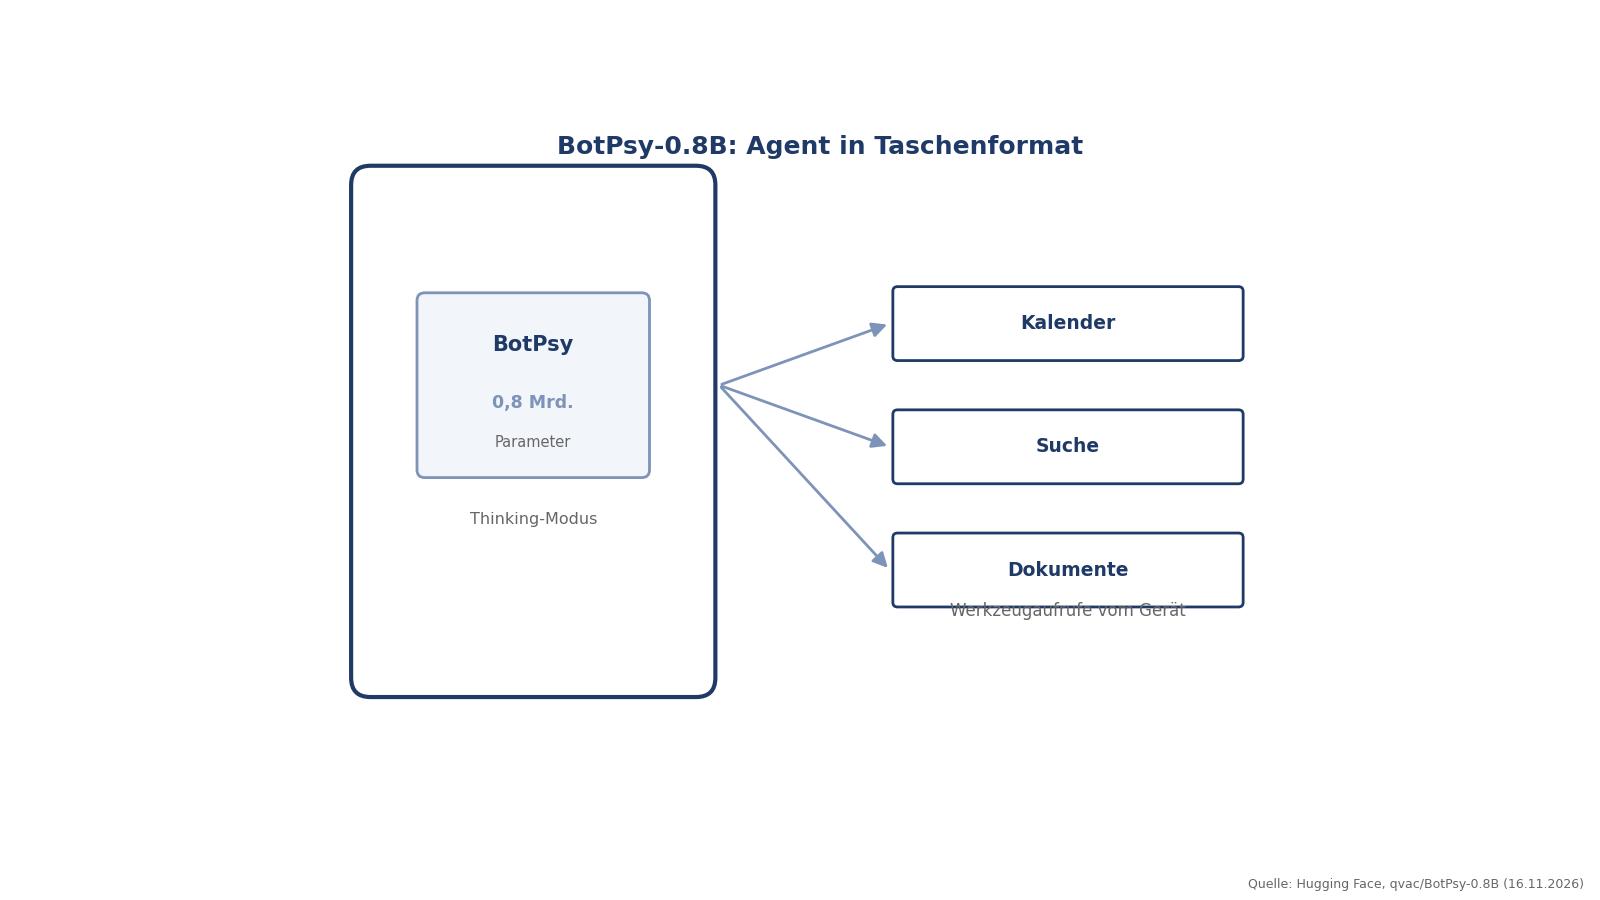 BotPsy-0.8B: Agent in Taschenformat
BotPsy
0,8 Mrd.
Parameter
Thinking-Modus
Kalender
Suche
Dokumente
Werkzeugaufrufe vom Gerät
Quelle: Hugging Face, qvac/BotPsy-0.8B (16.11.2026)